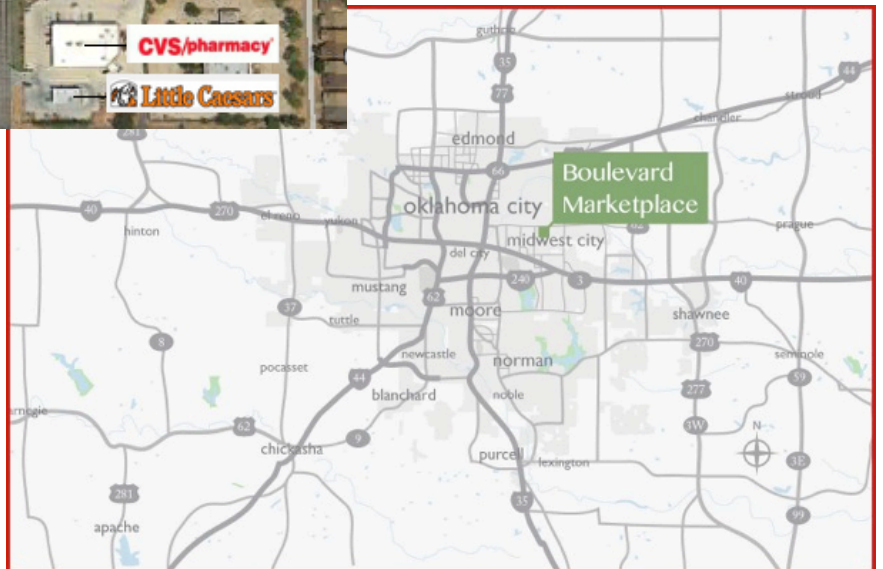 CVS/pharmacy
Little Caesars
guthrie
35
77
44
stroud
chandler
281
edmond
66
Boulevard
Marketplace
oklahoma city
40
270
el reno
yukon
62
prague
hinton
midwest city
del city
mustang
240
3
40
62
37
moore
shawnee
tuttle
8
270
newcastle
norman
seminole
pocasset
44
59
277
blanchard
noble
62
3W
9
N
chickasha
purcell
lexington
3E
281
35
99
apache